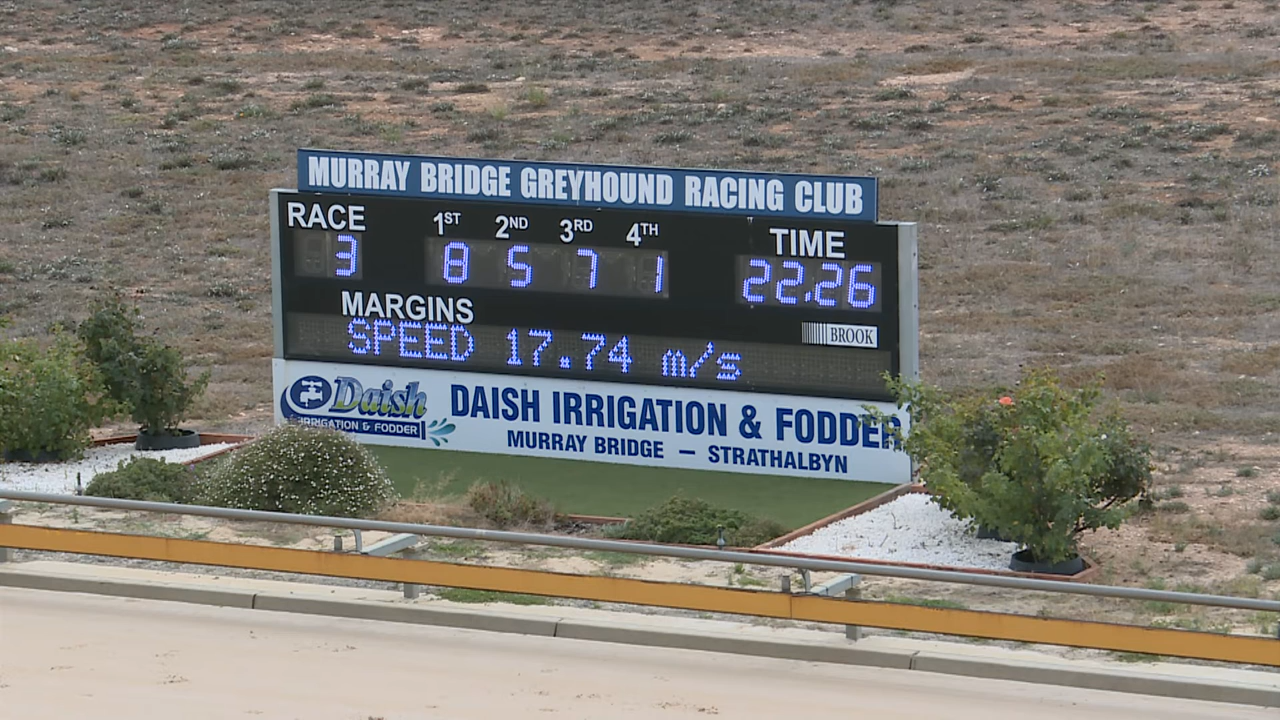 MURRAY BRIDGE GREYHOUND RACING CLUB
RACE 1ST 2ND 3RD 4TH TIME
3 8 5 7 1 22.26
MARGINS
BROOK
SPEED 17.74 m/s
Daish
IRRIGATION & FODDER
DAISH IRRIGATION & FODDER
MURRAY BRIDGE — STRATHALBYN